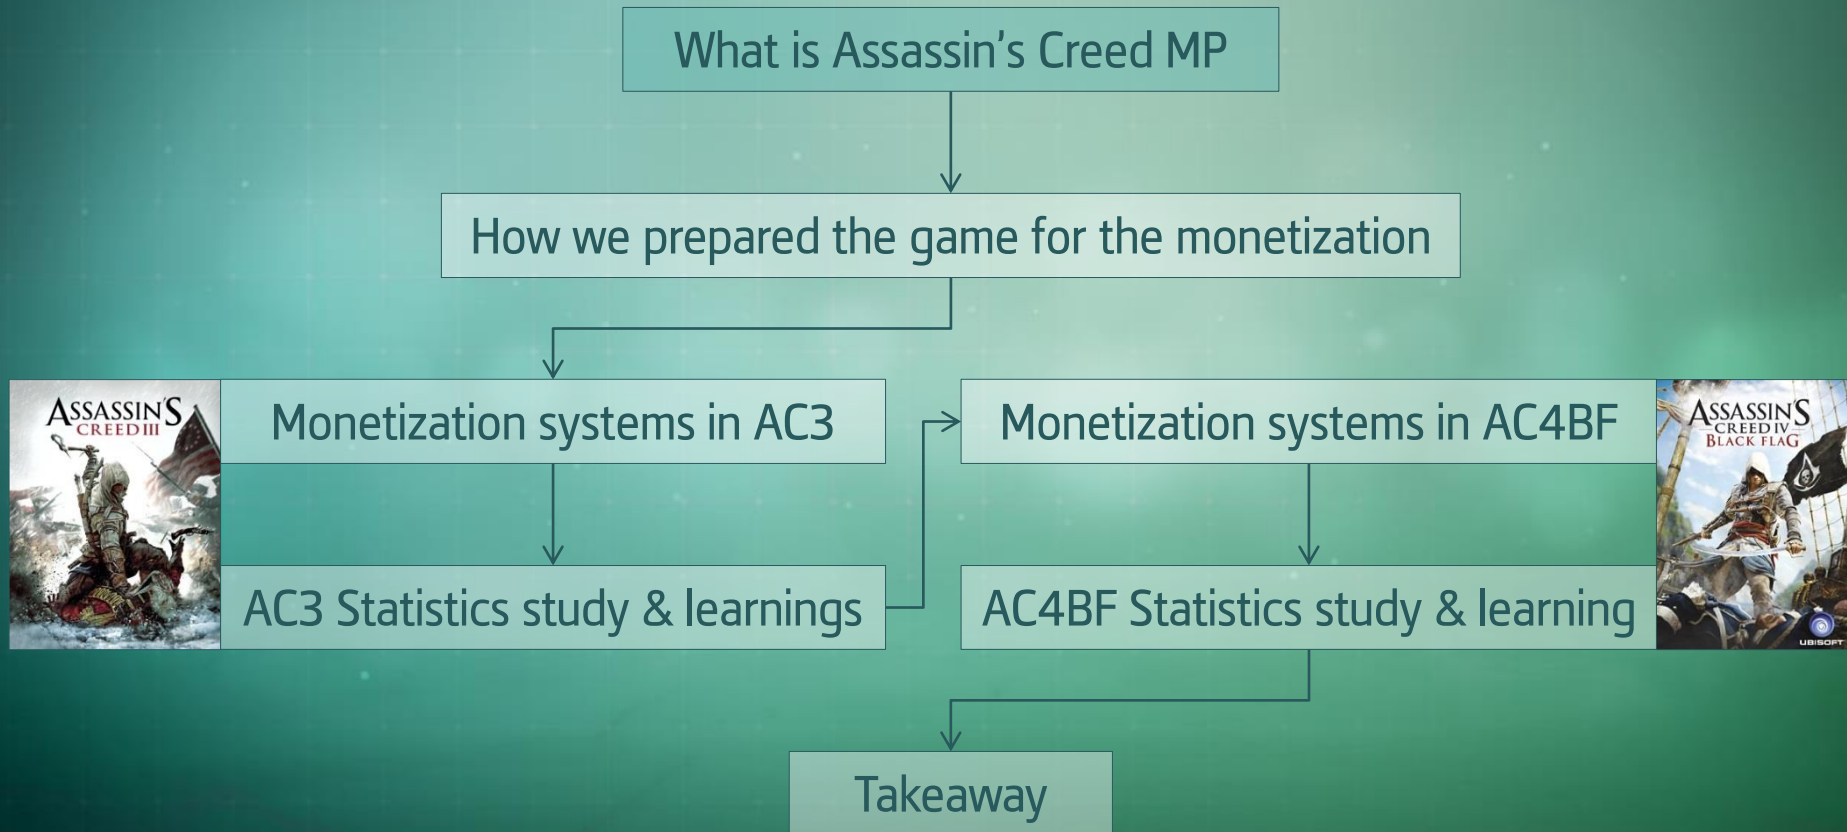 What is Assassin's Creed MP
How we prepared the game for the monetization
ASSASSIN'S
CREED III
Monetization systems in AC3
Monetization systems in AC4BF
ASSASSIN'S
CREED IV
BLACK FLAG
AC3 Statistics study & learnings
AC4BF Statistics study & learning
UBISOFT
Takeaway